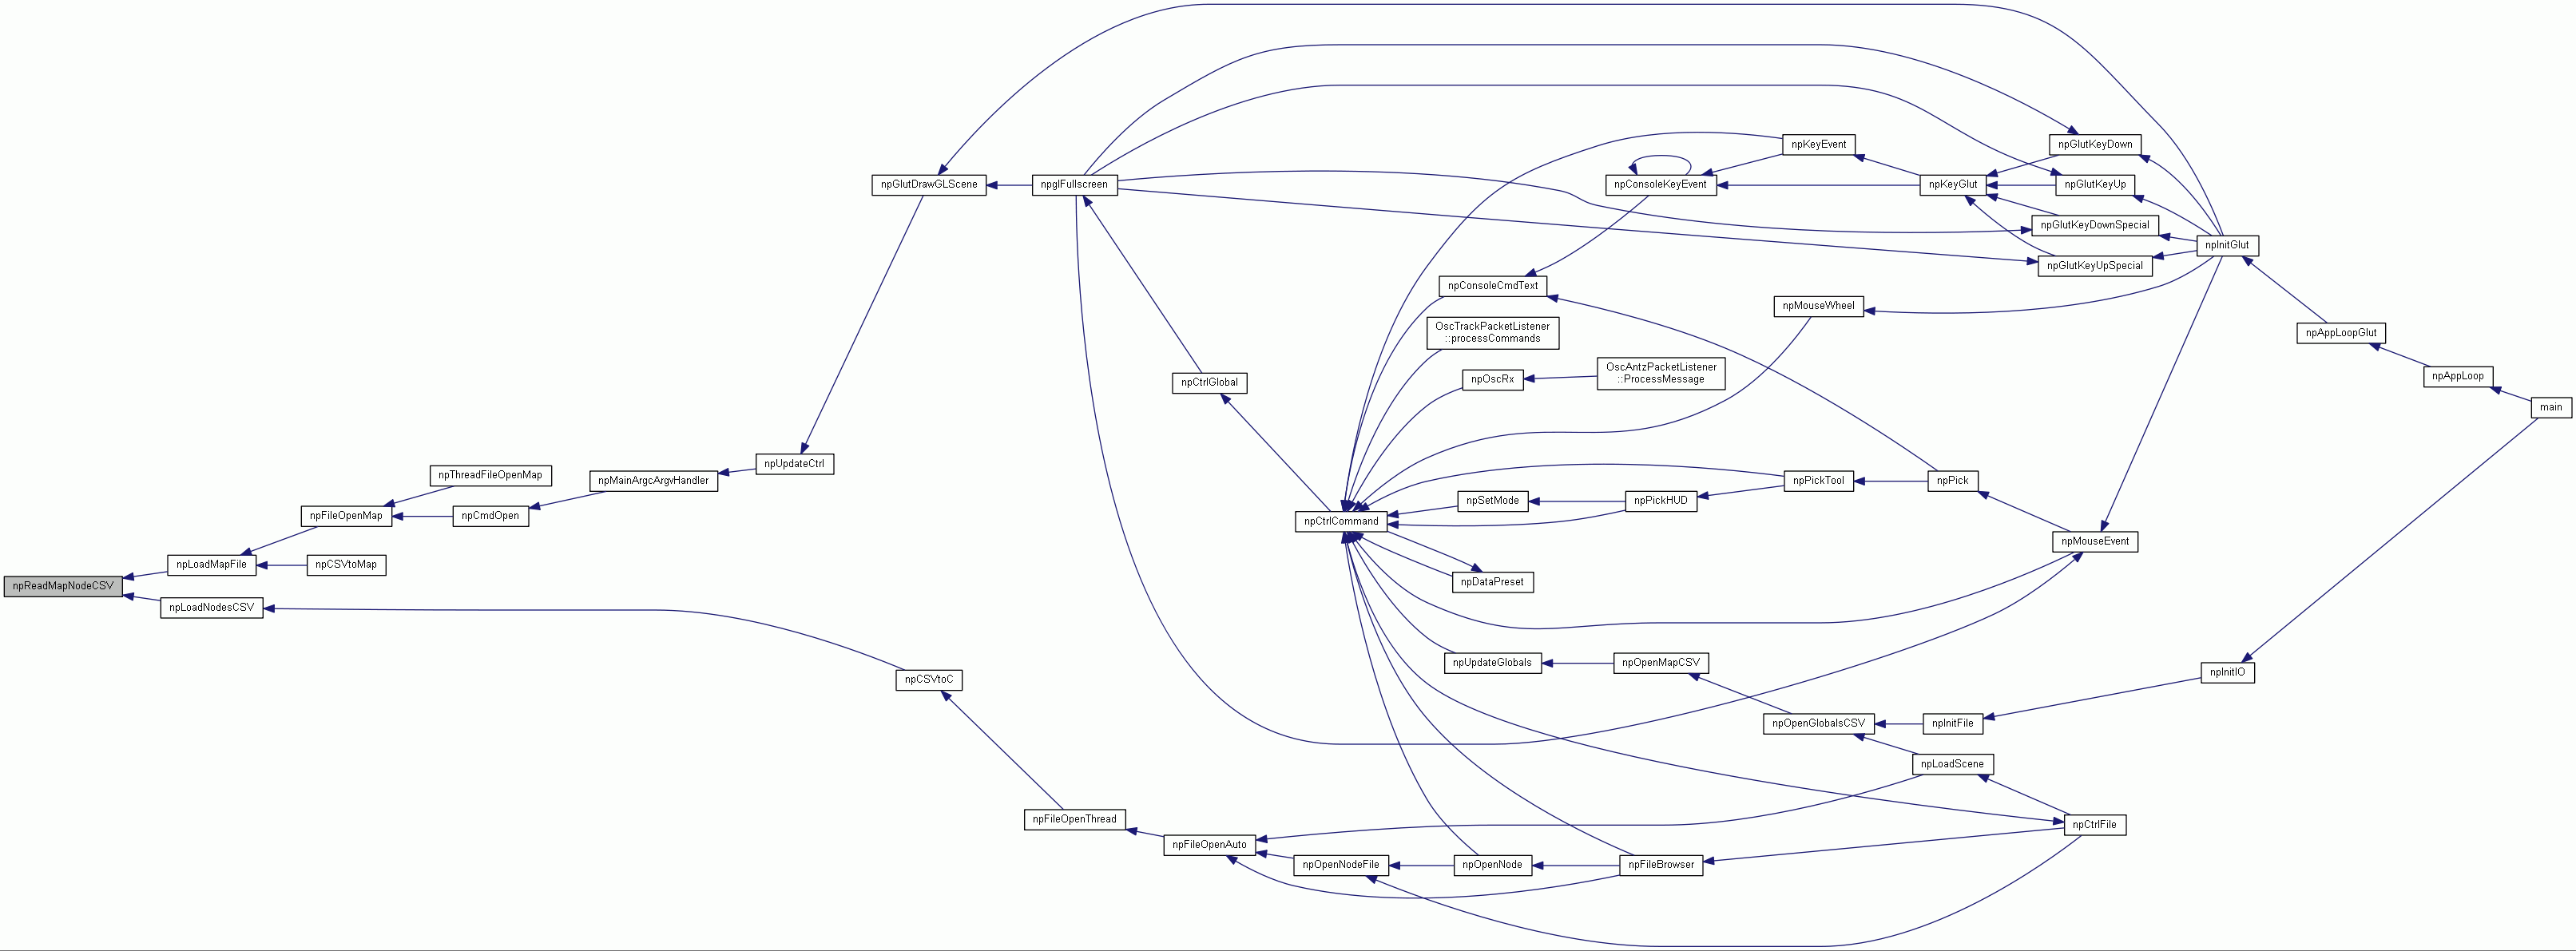 npReadMapNodeCSV
npLoadMapFile
npLoadNodesCSV
npFileOpenMap
npCSVtoMap
npThreadFileOpenMap
npCmdOpen
npMainArgcArgvHandler
npUpdateCtrl
npGlutDrawGLScene
npCSVtoC
npglFullscreen
npFileOpenThread
npCtrlGlobal
npFileOpenAuto
npCtrlCommand
npOpenNodeFile
npConsoleCmdText
OscTrackPacketListener
::processCommands
npOscRx
npSetMode
npDataPreset
npUpdateGlobals
npOpenNode
npConsoleKeyEvent
OscAntzPacketListener
::ProcessMessage
npPickHUD
npOpenMapCSV
npFileBrowser
npKeyEvent
npMouseWheel
npPickTool
npOpenGlobalsCSV
npKeyGlut
npPick
npInitFile
npLoadScene
npGlutKeyDown
npGlutKeyUp
npGlutKeyDownSpecial
npGlutKeyUpSpecial
npMouseEvent
npCtrlFile
npInitGlut
npInitIO
npAppLoopGlut
npAppLoop
main